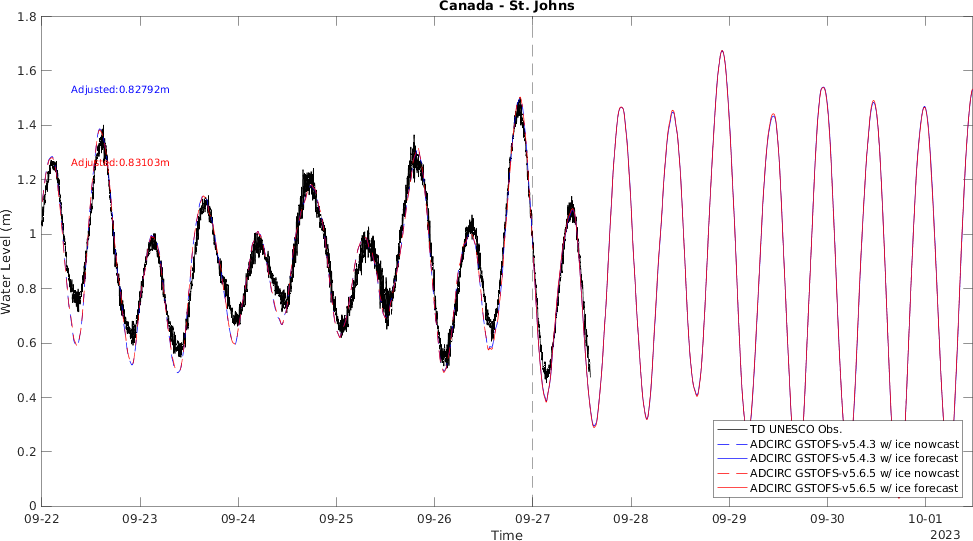 Canada - St. Johns
1.8
1.6
1.4
1.2
1
0.8
0.6
0.4
0.2
0
Water Level (m)
Adjusted:0.82792m
Adjusted:0.83103m
TD UNESCO Obs.
ADCIRC GSTOFS-v5.4.3 w/ ice nowcast
ADCIRC GSTOFS-v5.4.3 w/ ice forecast
ADCIRC GSTOFS-v5.6.5 w/ ice nowcast
ADCIRC GSTOFS-v5.6.5 w/ ice forecast
09-22 09-23 09-24 09-25 09-26 09-27 09-28 09-29 09-30 10-01
Time
2023